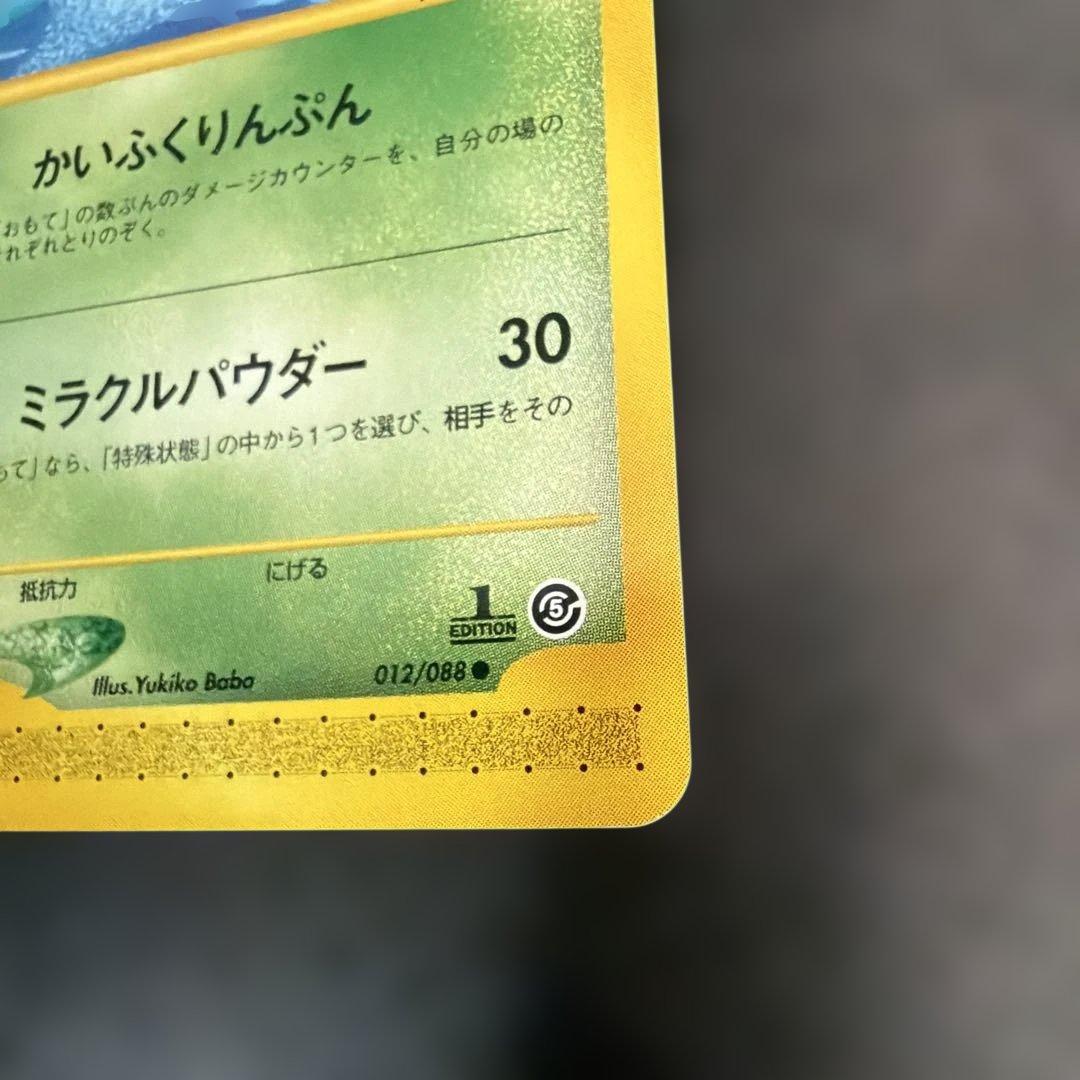 かいふくりんぷん
「おもて」の数ぶんのダメージカウンターを、自分の場の
れぞれとりのぞく。
ミラクルパウダー 30
もて」なら、「特殊状態」の中から1つを選び、相手をその
抵抗力 にげる
1 EDITION 5
Illus. Yukiko Baba 012/088●